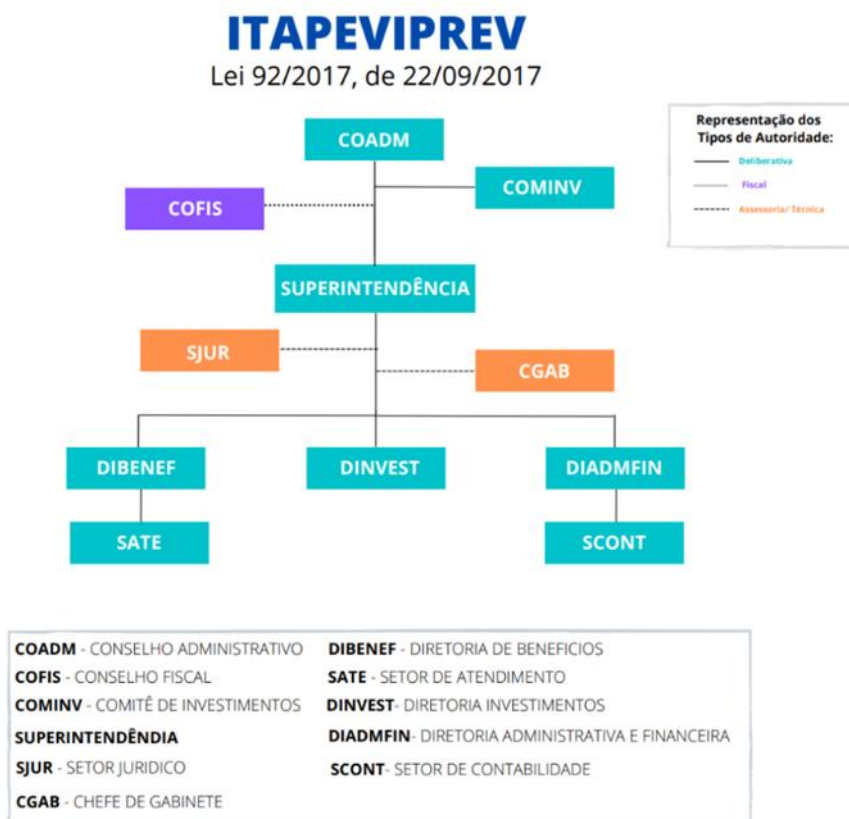 ITAPEVIPREV
Lei 92/2017, de 22/09/2017
Representação dos
Tipos de Autoridade:
Deliberativa
Fiscal
Assessoria/ Técnica
COADM
COMINV
COFIS
SUPERINTENDÊNCIA
SJUR
CGAB
DIBENEF
DINVEST
DIADMFIN
SATE
SCONT
COADM - CONSELHO ADMINISTRATIVO
COFIS - CONSELHO FISCAL
COMINV - COMITÊ DE INVESTIMENTOS
SUPERINTENDÊNDIA
SJUR - SETOR JURIDICO
CGAB - CHEFE DE GABINETE
DIBENEF - DIRETORIA DE BENEFICIOS
SATE - SETOR DE ATENDIMENTO
DINVEST- DIRETORIA INVESTIMENTOS
DIADMFIN- DIRETORIA ADMINISTRATIVA E FINANCEIRA
SCONT- SETOR DE CONTABILIDADE